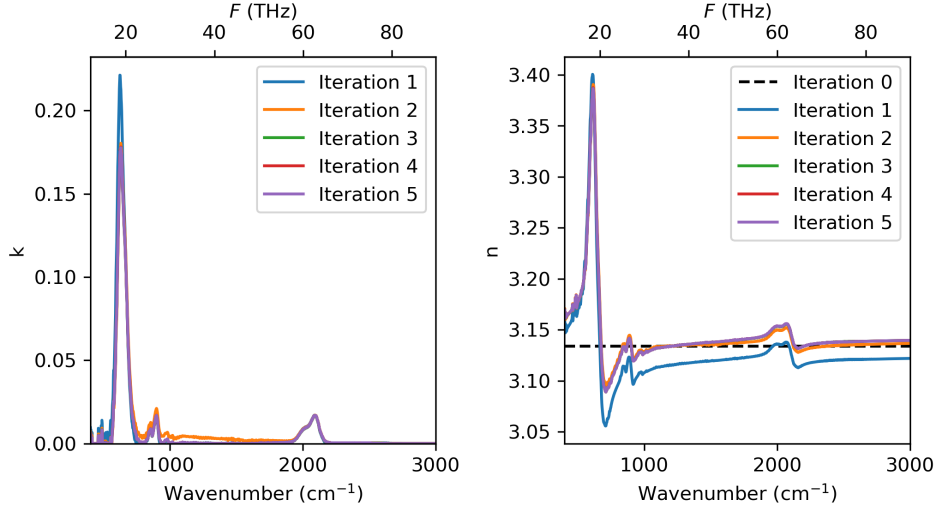 F (THz)
20 40 60 80
k
0.20
0.15
0.10
0.05
0.00
Iteration 1
Iteration 2
Iteration 3
Iteration 4
Iteration 5
1000 2000 3000
Wavenumber (cm⁻¹)
F (THz)
20 40 60 80
n
3.40
3.35
3.30
3.25
3.20
3.15
3.10
3.05
Iteration 0
Iteration 1
Iteration 2
Iteration 3
Iteration 4
Iteration 5
1000 2000 3000
Wavenumber (cm⁻¹)